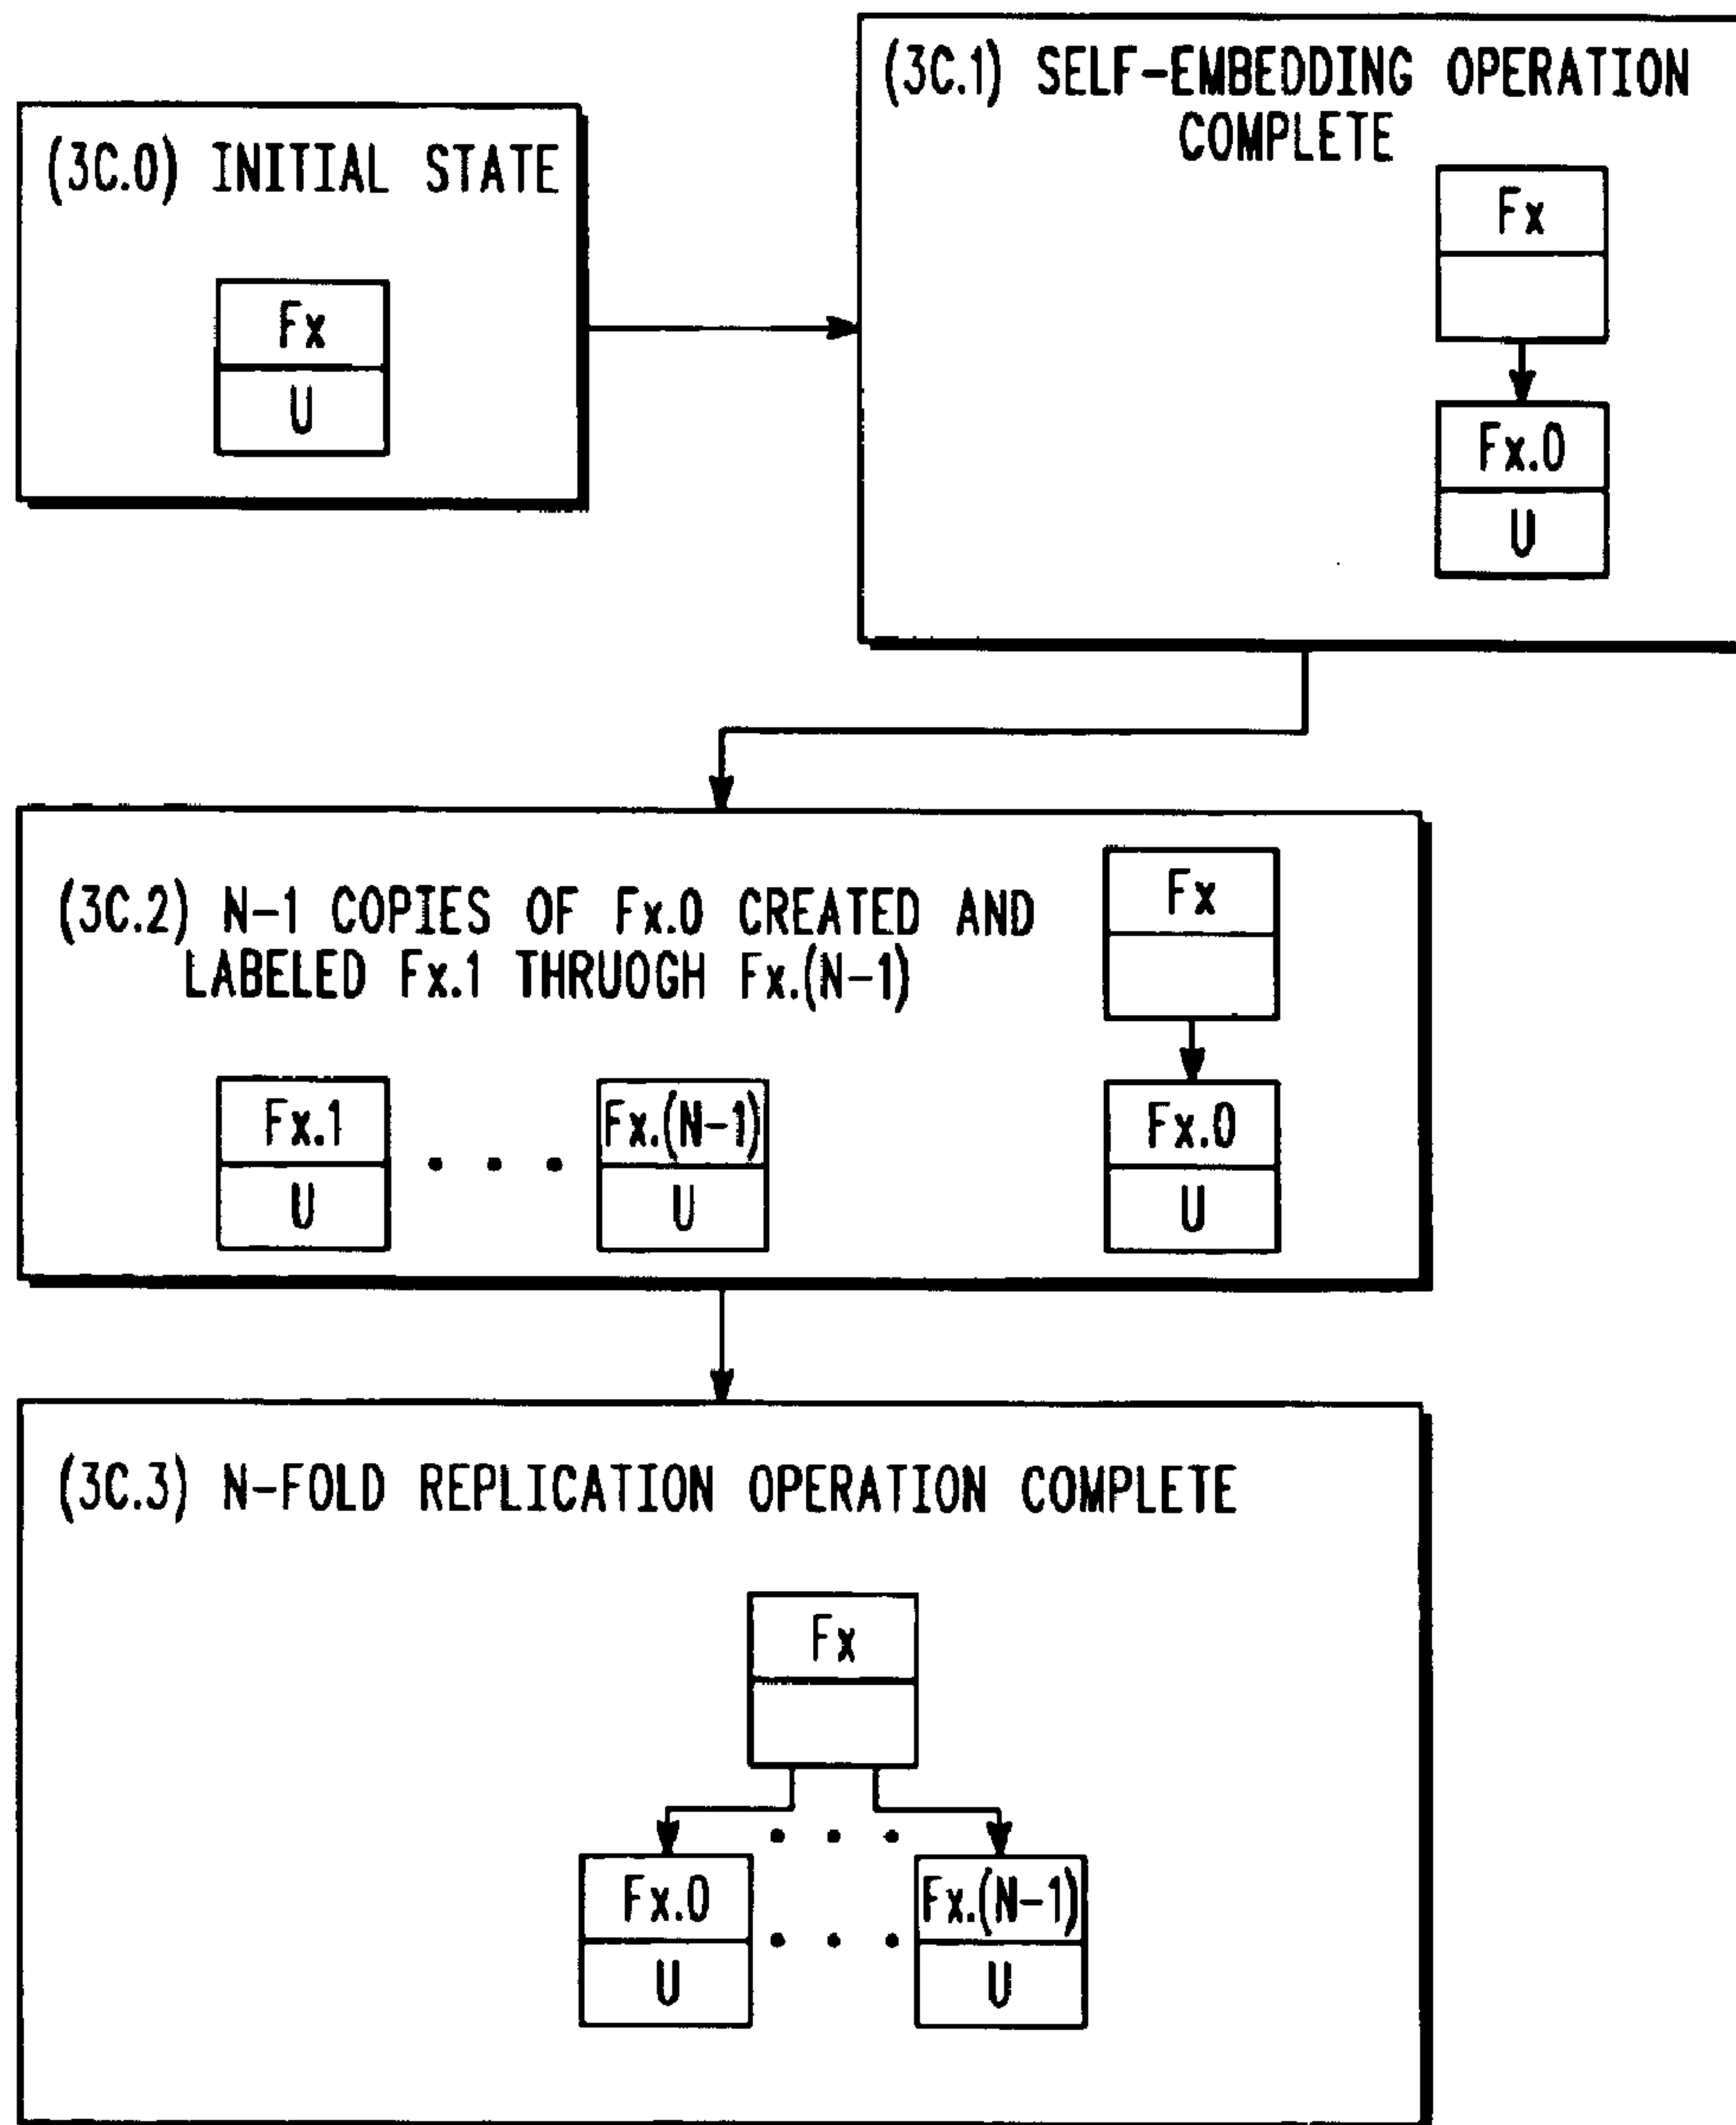 (3C.0) INITIAL STATE
Fx
U
(3C.1) SELF-EMBEDDING OPERATION
COMPLETE
Fx
Fx.0
U
(3C.2) N-1 COPIES OF Fx.0 CREATED AND
LABELED Fx.1 THRUOGH Fx.(N-1)
Fx
Fx.1 • • • Fx.(N-1) Fx.0
U U U
(3C.3) N-FOLD REPLICATION OPERATION COMPLETE
Fx
• • •
Fx.0 • • • Fx.(N-1)
U U